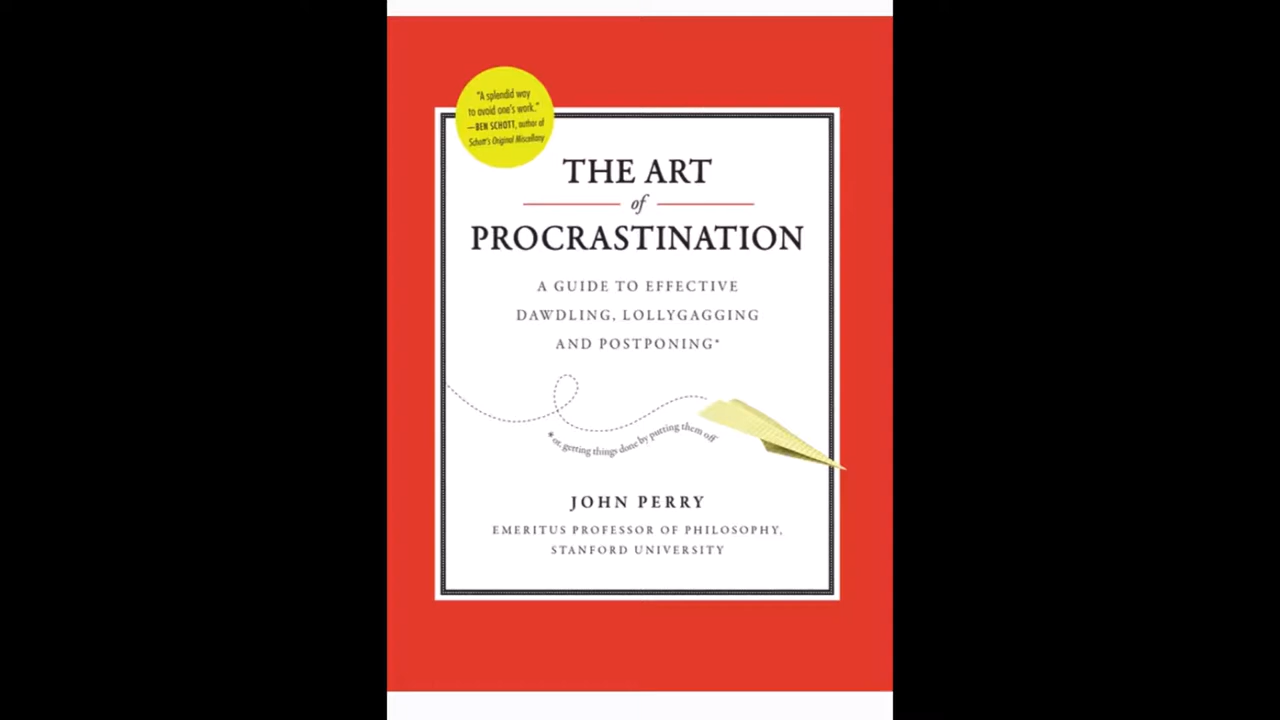 "A splendid way
to avoid one's work."
—BEN SCHOTT, author of
Schott's Original Miscellany
THE ART
of
PROCRASTINATION
A GUIDE TO EFFECTIVE
DAWDLING, LOLLYGAGGING
AND POSTPONING*
* or, getting things done by putting them off
JOHN PERRY
EMERITUS PROFESSOR OF PHILOSOPHY,
STANFORD UNIVERSITY